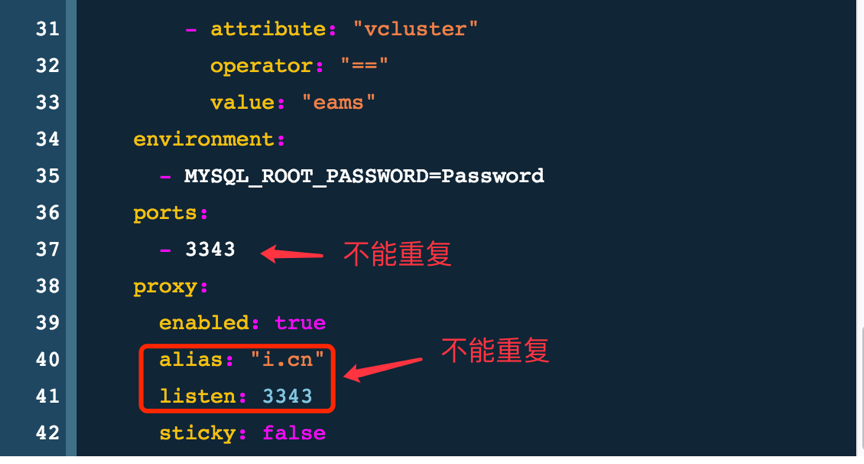 31 - attribute: "vcluster"
32 operator: "=="
33 value: "eams"
34 environment:
35 - MYSQL_ROOT_PASSWORD=Password
36 ports:
37 - 3343 不能重复
38 proxy:
39 enabled: true
40 alias: "i.cn" 不能重复
41 listen: 3343
42 sticky: false